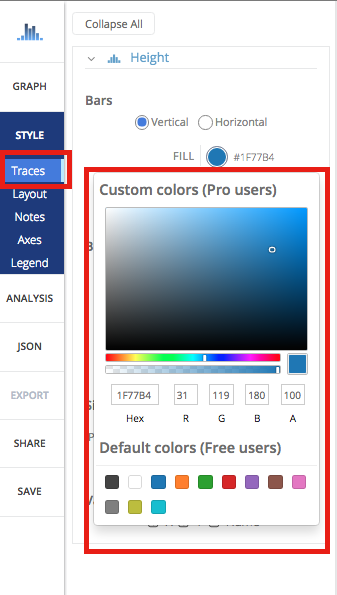 Collapse All
Height
GRAPH
Bars
STYLE
Vertical Horizontal
FILL #1F77B4
Traces
Layout
Notes
Axes
Legend
ANALYSIS
JSON
EXPORT
SHARE
SAVE
Custom colors (Pro users)
1F77B4 31 119 180 100
Hex R G B A
Default colors (Free users)